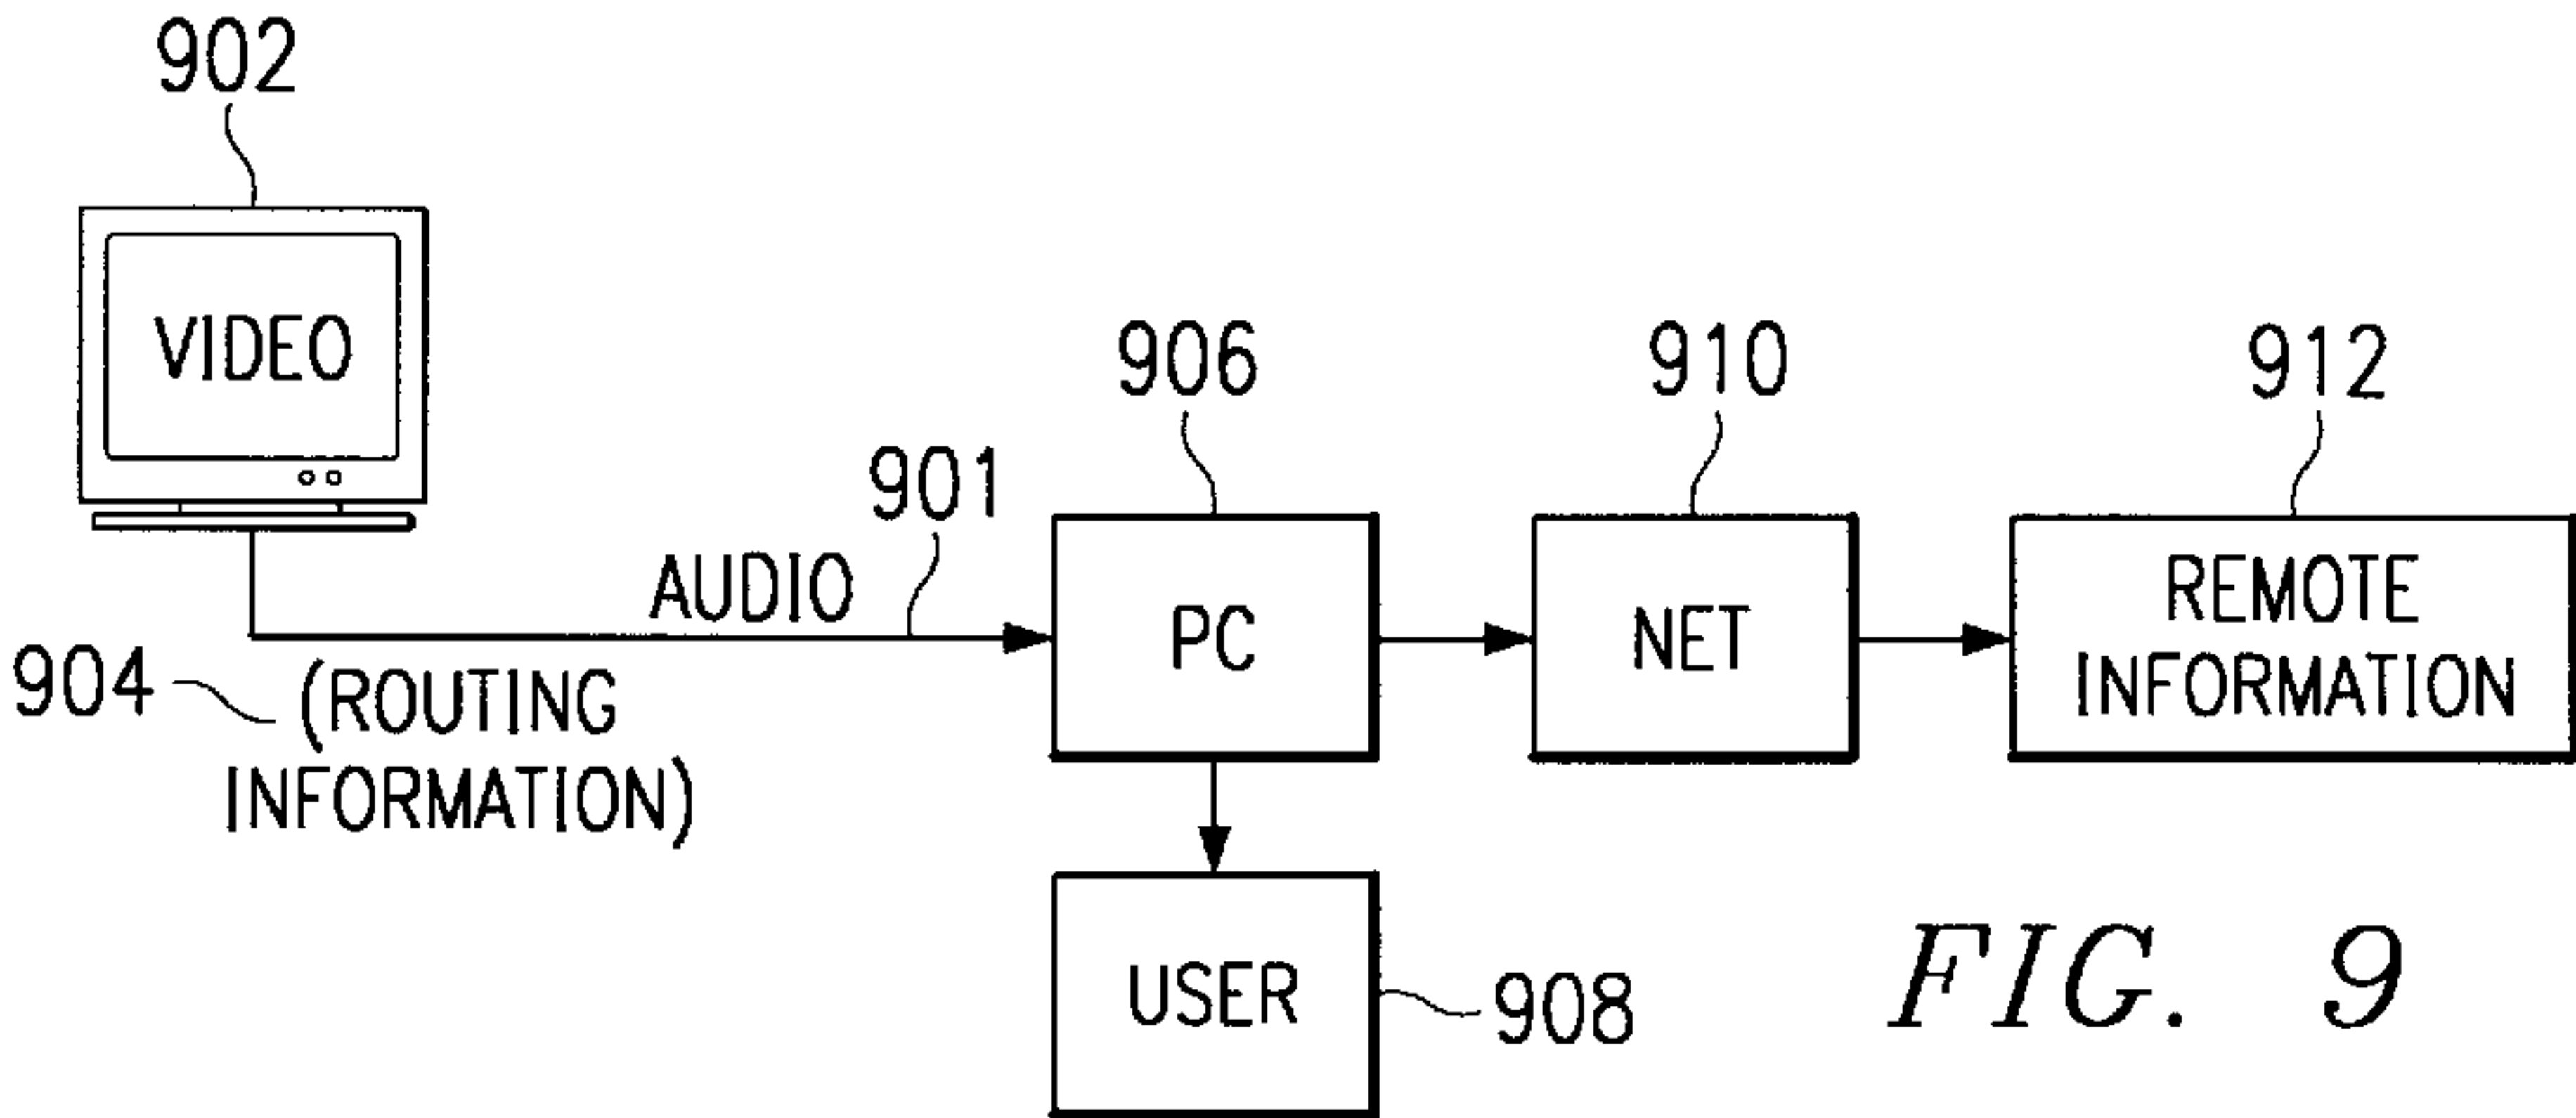 902
VIDEO
906
910
912
901
AUDIO
PC
NET
REMOTE
INFORMATION
904
(ROUTING
INFORMATION)
USER
908
FIG. 9